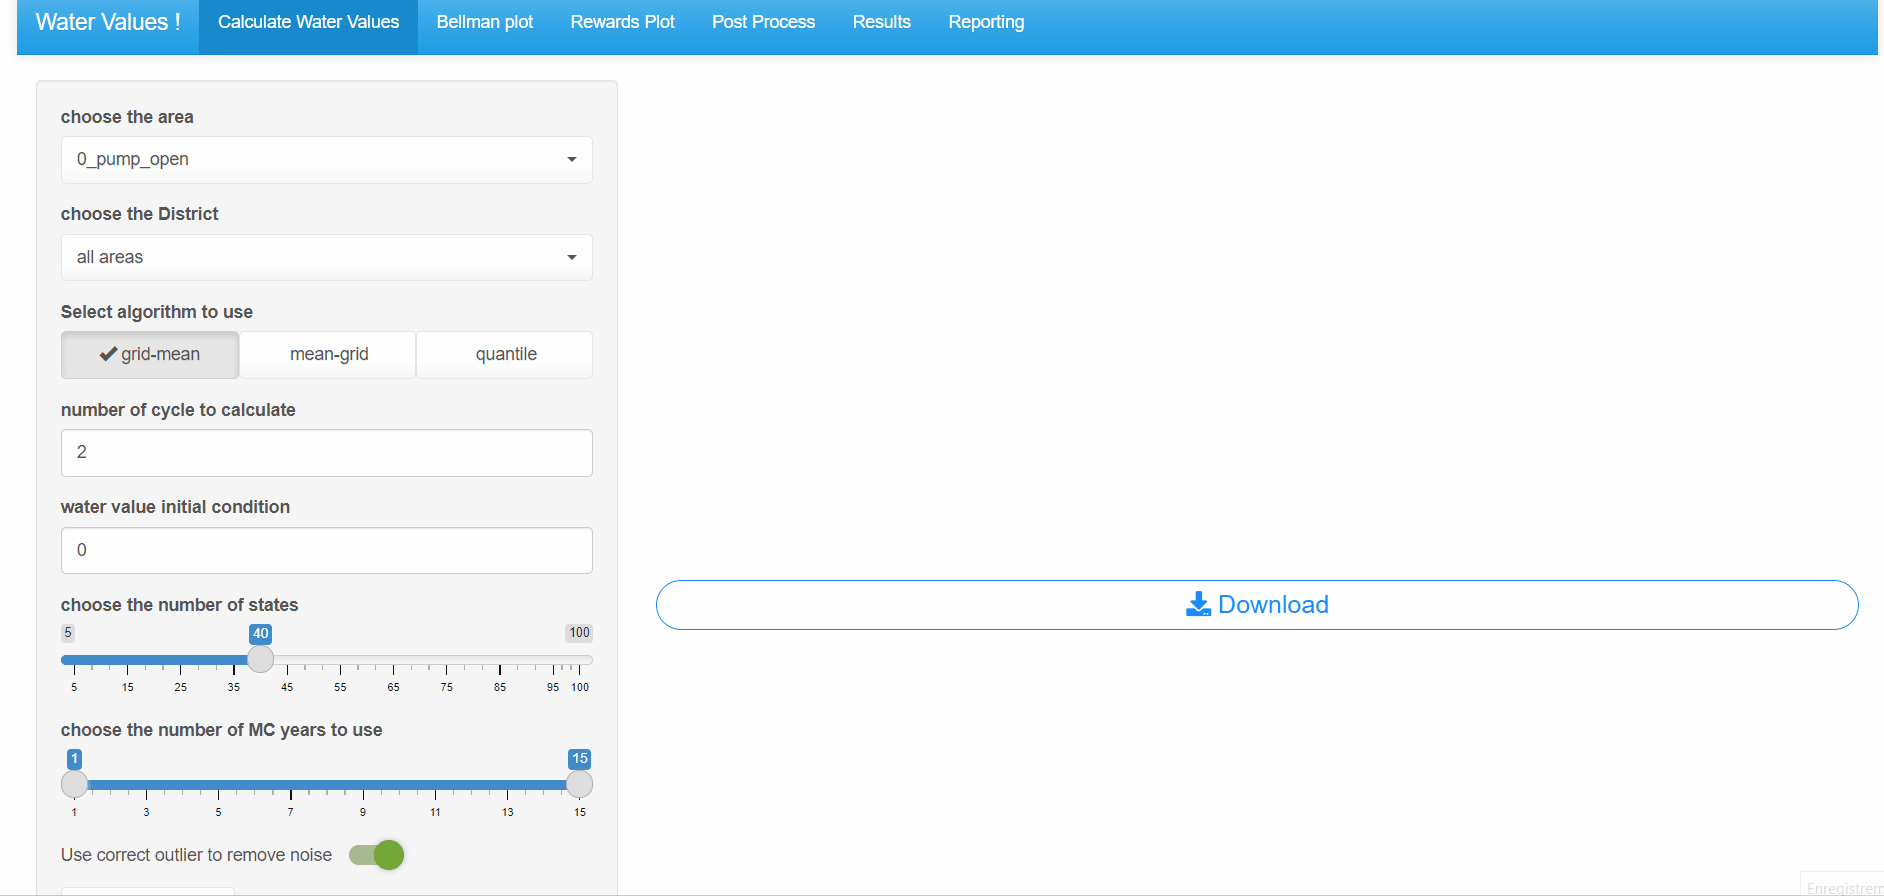 Water Values ! Calculate Water Values Bellman plot Rewards Plot Post Process Results Reporting
choose the area
0_pump_open
choose the District
all areas
Select algorithm to use
grid-mean mean-grid quantile
number of cycle to calculate
2
water value initial condition
0
choose the number of states
5 40 100
5 15 25 35 45 55 65 75 85 95 100
choose the number of MC years to use
1 15
1 3 5 7 9 11 13 15
Use correct outlier to remove noise
Download
Enregistrem